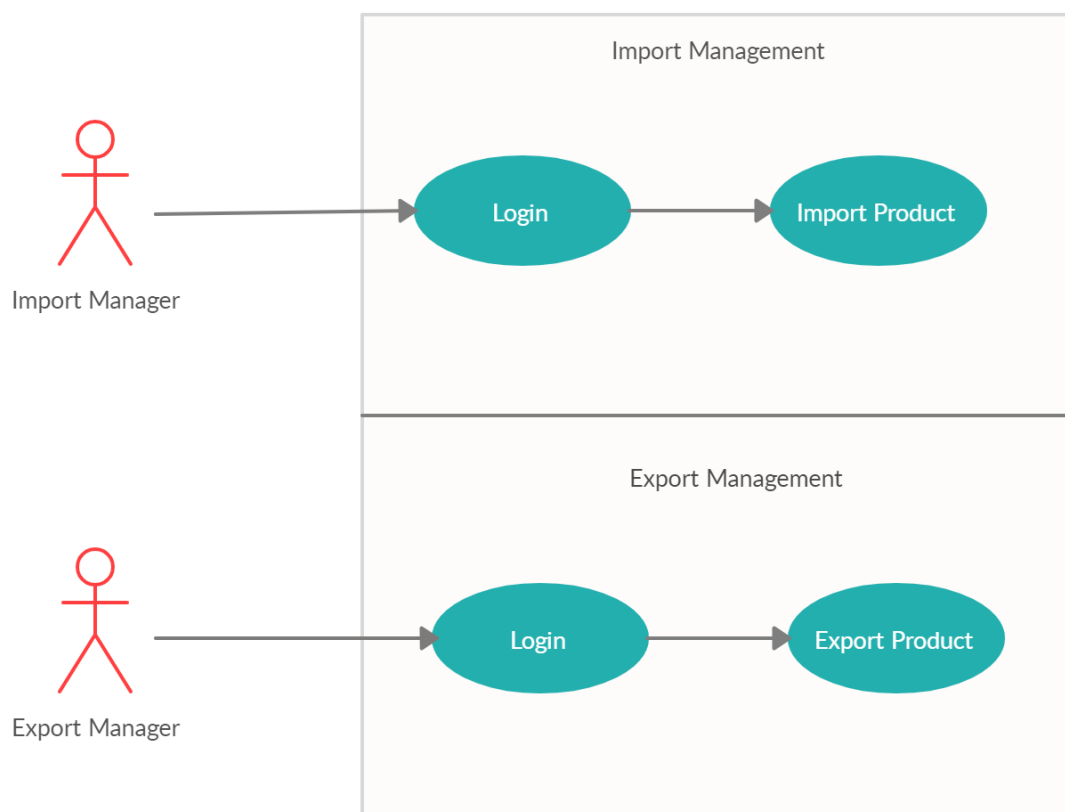 Import Management
Login
Import Product
Import Manager
Export Management
Login
Export Product
Export Manager